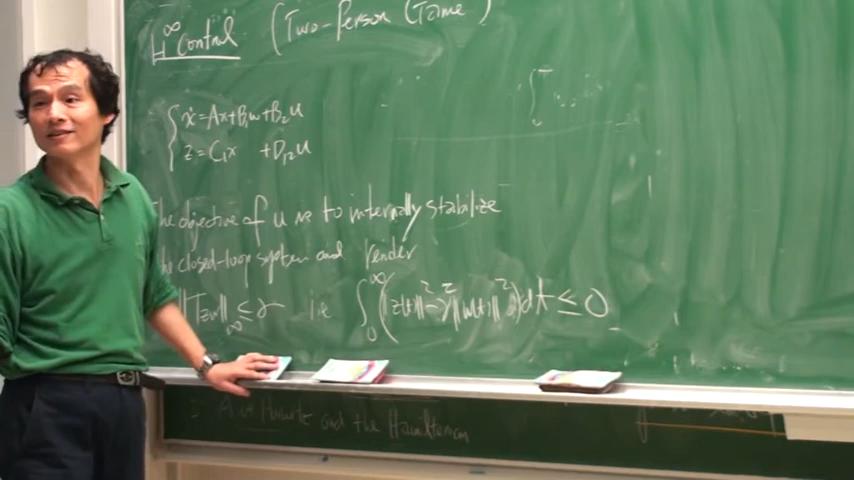 H∞ Control (Two-Person Game)
ẋ = Ax + B₁w + B₂u
z = C₁x + D₁₂u
The objective of u is to internally stabilize
the closed-loop system and render
‖Tzw‖∞ ≤ γ i.e. ∫₀^∞ (‖z(t)‖² - γ²‖w(t)‖²)dt ≤ 0
and the Hamiltonian